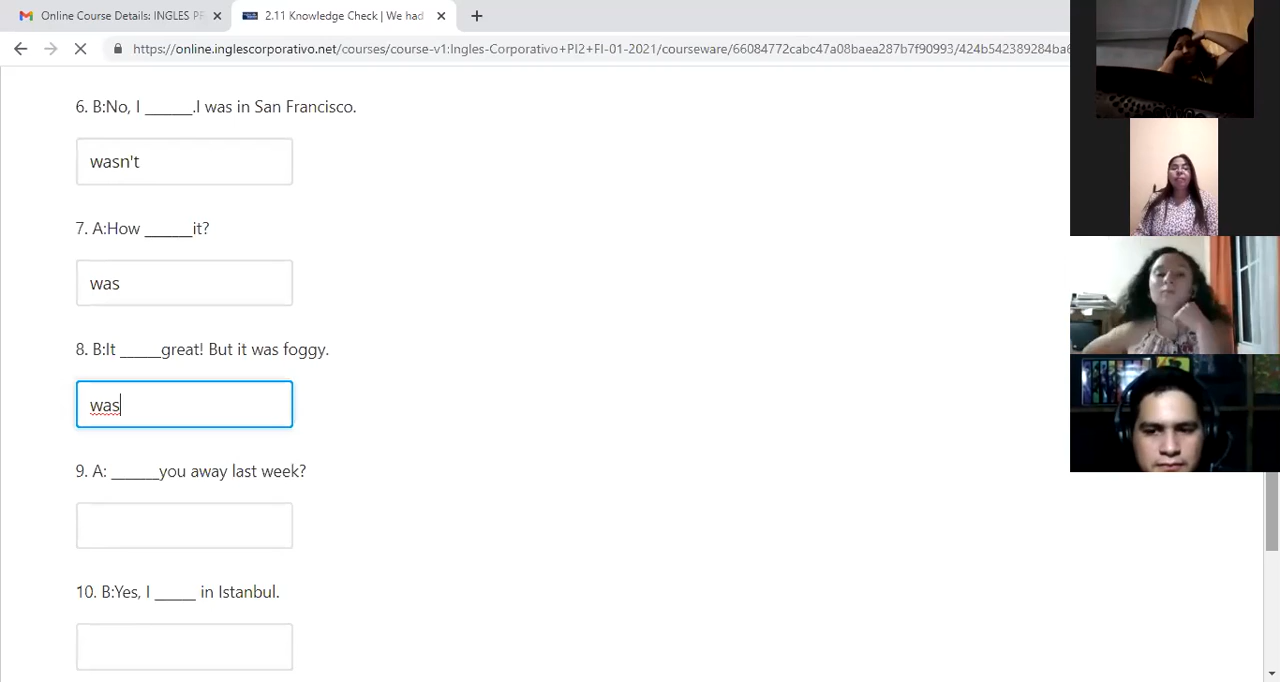 Online Course Details: INGLES PF
2.11 Knowledge Check | We had
https://online.inglescorporativo.net/courses/course-v1:Ingles-Corporativo+PI2+FI-01-2021/courseware/66084772cabc47a08baea287b7f90993/424b542389284ba6
6. B:No, I ______.I was in San Francisco.
wasn't
7. A:How ______it?
was
8. B:It _____great! But it was foggy.
was
9. A: ______you away last week?
10. B:Yes, I _____ in Istanbul.